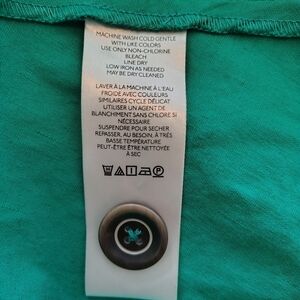 MACHINE WASH COLD GENTLE
WITH LIKE COLORS
USE ONLY NON-CHLORINE
BLEACH
LINE DRY
LOW IRON AS NEEDED
MAY BE DRY CLEANED
LAVER À LA MACHINE À L'EAU
FROIDE AVEC COULEURS
SIMILAIRES CYCLE DÉLICAT
UTILISER UN AGENT DE
BLANCHIMENT SANS CHLORE SI
NÉCESSAIRE
SUSPENDRE POUR SÉCHER
REPASSER, AU BESOIN, À TRÈS
BASSE TEMPÉRATURE
PEUT-ÊTRE ÊTRE NETTOYÉE
À SEC